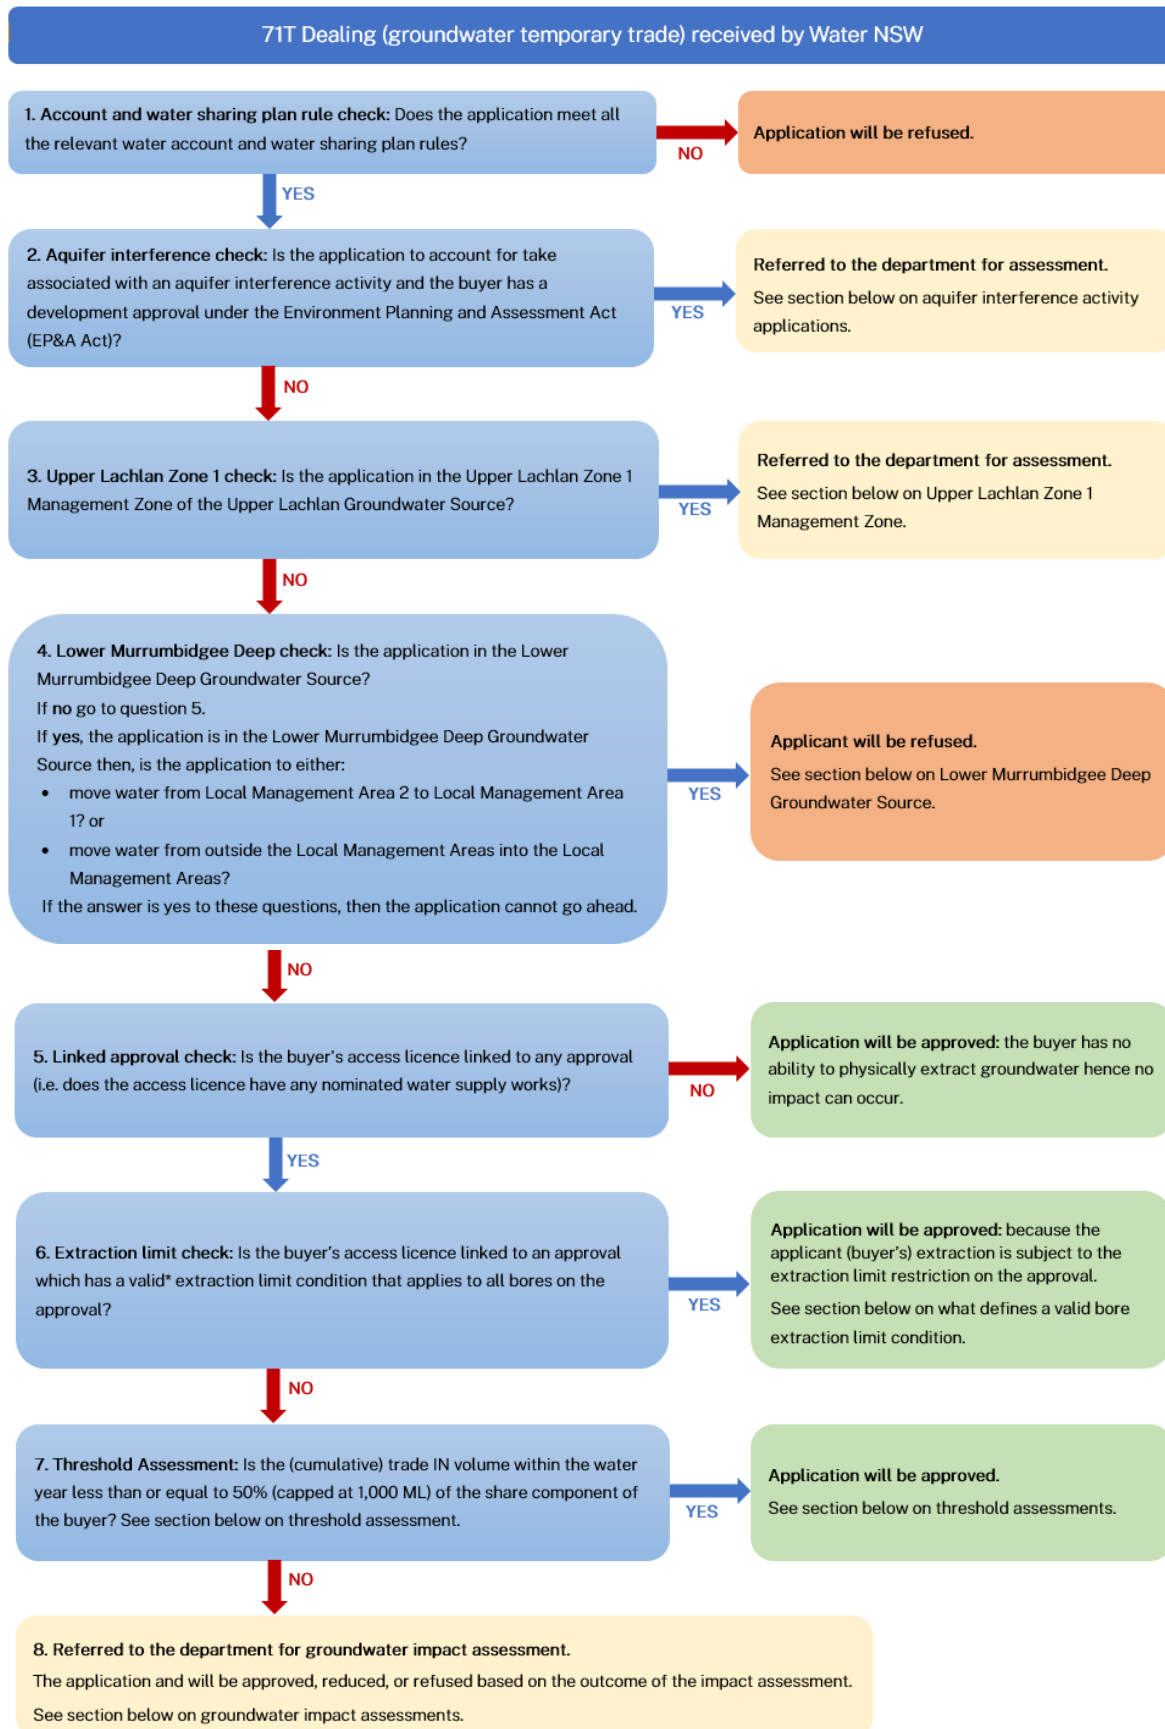 71T Dealing (groundwater temporary trade) received by Water NSW
1. Account and water sharing plan rule check: Does the application meet all
the relevant water account and water sharing plan rules?
NO
Application will be refused.
YES
2. Aquifer interference check: Is the application to account for take
associated with an aquifer interference activity and the buyer has a
development approval under the Environment Planning and Assessment Act
(EP&A Act)?
YES
Referred to the department for assessment.
See section below on aquifer interference activity
applications.
NO
3. Upper Lachlan Zone 1 check: Is the application in the Upper Lachlan Zone 1
Management Zone of the Upper Lachlan Groundwater Source?
YES
Referred to the department for assessment.
See section below on Upper Lachlan Zone 1
Management Zone.
NO
4. Lower Murrumbidgee Deep check: Is the application in the Lower
Murrumbidgee Deep Groundwater Source?
If no go to question 5.
If yes, the application is in the Lower Murrumbidgee Deep Groundwater
Source then, is the application to either:
• move water from Local Management Area 2 to Local Management Area
1? or
• move water from outside the Local Management Areas into the Local
Management Areas?
If the answer is yes to these questions, then the application cannot go ahead.
YES
Applicant will be refused.
See section below on Lower Murrumbidgee Deep
Groundwater Source.
NO
5. Linked approval check: Is the buyer's access licence linked to any approval
(i.e. does the access licence have any nominated water supply works)?
NO
Application will be approved: the buyer has no
ability to physically extract groundwater hence no
impact can occur.
YES
6. Extraction limit check: Is the buyer's access licence linked to an approval
which has a valid* extraction limit condition that applies to all bores on the
approval?
YES
Application will be approved: because the
applicant (buyer's) extraction is subject to the
extraction limit restriction on the approval.
See section below on what defines a valid bore
extraction limit condition.
NO
7. Threshold Assessment: Is the (cumulative) trade IN volume within the water
year less than or equal to 50% (capped at 1,000 ML) of the share component of
the buyer? See section below on threshold assessment.
YES
Application will be approved.
See section below on threshold assessments.
NO
8. Referred to the department for groundwater impact assessment.
The application and will be approved, reduced, or refused based on the outcome of the impact assessment.
See section below on groundwater impact assessments.